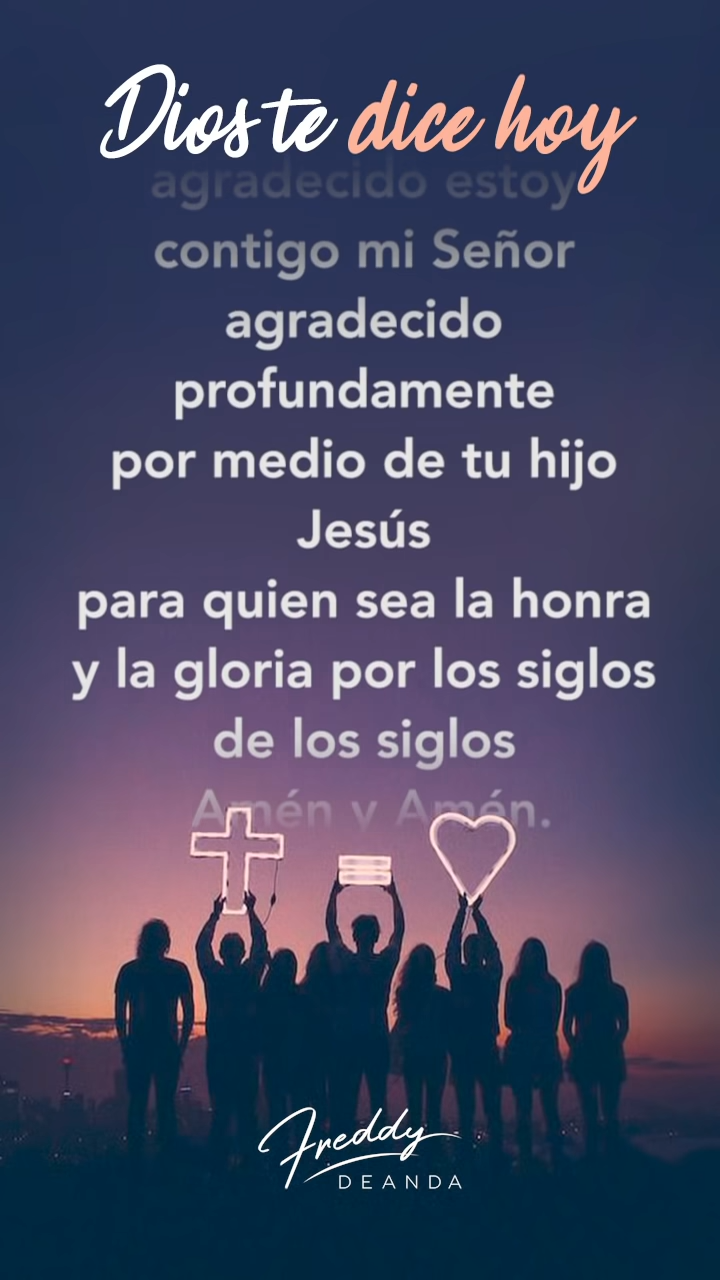 Dios te dice hoy
agradecido estoy
contigo mi Señor
agradecido
profundamente
por medio de tu hijo
Jesús
para quien sea la honra
y la gloria por los siglos
de los siglos
Amén y Amén.
Freddy
DEANDA